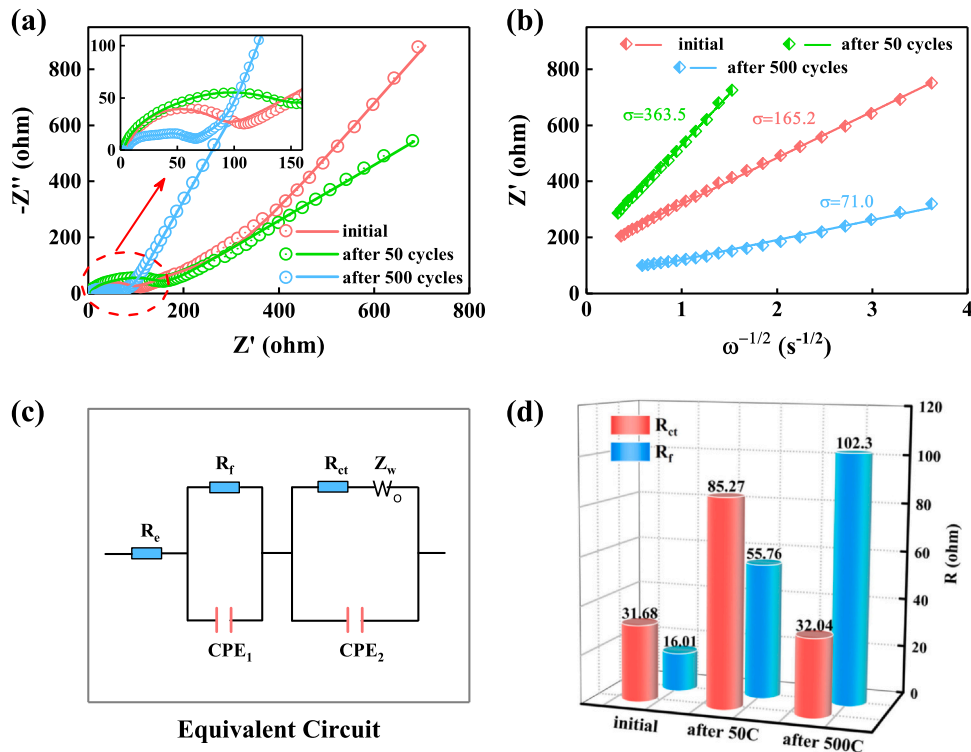 (a)
-Z'' (ohm)
800
600
400
200
0
0 200 400 600 800
Z' (ohm)
100
50
0
0 50 100 150
initial
after 50 cycles
after 500 cycles
(b)
Z' (ohm)
800
600
400
200
0
1 2 3 4
ω⁻¹/² (s⁻¹/²)
initial after 50 cycles
after 500 cycles
σ=363.5
σ=165.2
σ=71.0
(c)
Re
Rf
CPE1
Rct Zw
CPE2
Equivalent Circuit
(d)
Rct
Rf
31.68
16.01
85.27
55.76
32.04
102.3
120
100
80
60
40
20
0
R (ohm)
initial after 50C after 500C